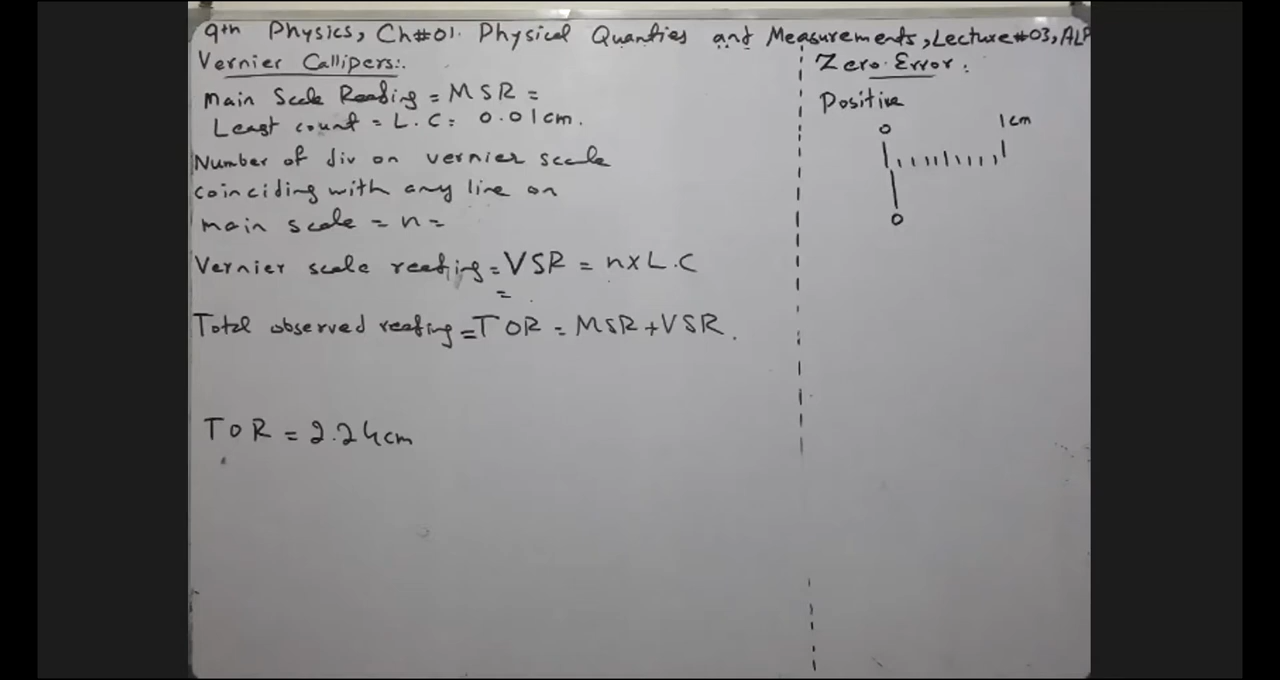 9th Physics, Ch#01. Physical Quanties and Measurements, Lecture#03, ALP
Vernier Callipers:.
Main Scale Reading = MSR =
Least count = L.C = 0.01cm.
Number of div on vernier scale
coinciding with any line on
main scale = n =
Vernier scale reading = VSR = n x L.C
=
Total observed reading = TOR = MSR + VSR.
TOR = 2.24cm
Zero Error:
Positive
0 1cm
0